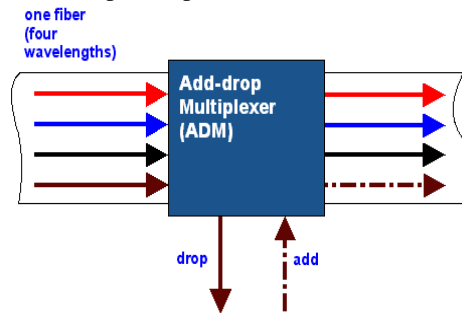 one fiber
(four
wavelengths)
Add-drop
Multiplexer
(ADM)
drop
add